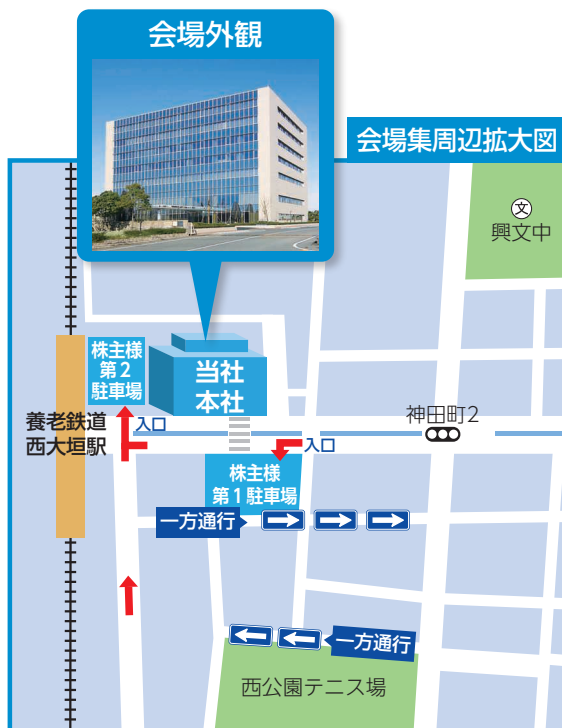 会場外観
会場集周辺拡大図
文
興文中
株主様
第2
駐車場
当社
本社
養老鉄道
西大垣駅
入口
神田町2
入口
株主様
第1駐車場
一方通行
一方通行
西公園テニス場